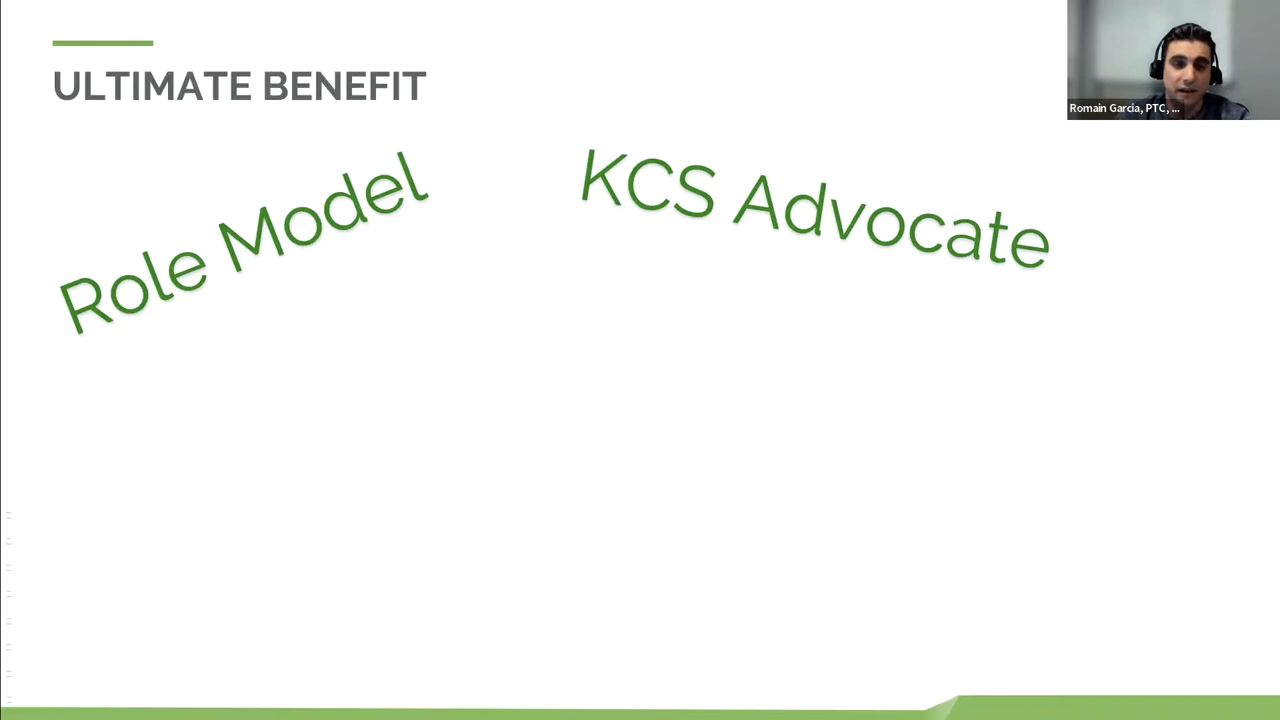 ULTIMATE BENEFIT
Role Model
KCS Advocate
Romain Garcia, PTC, ...